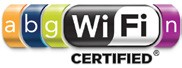 a b g Wi Fi n
CERTIFIED®